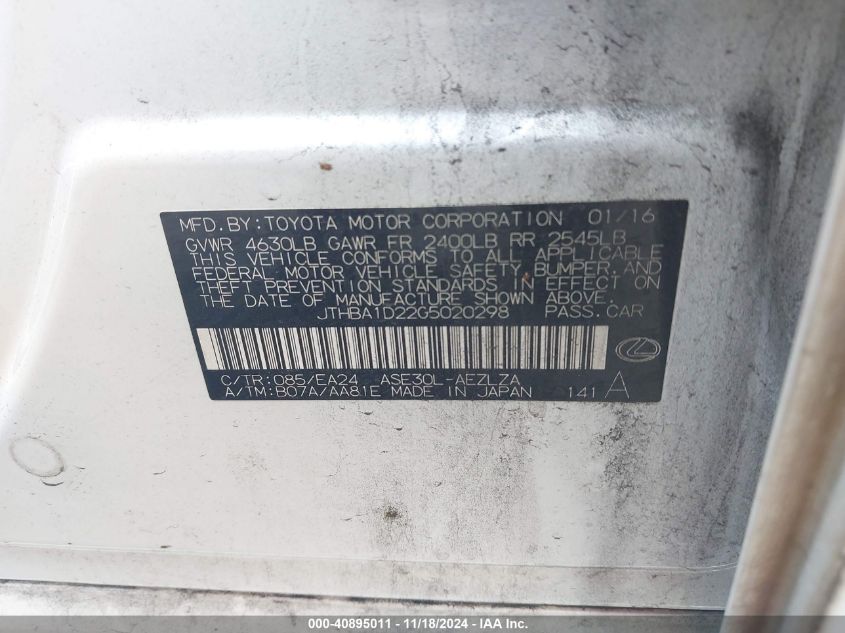 MFD.BY:TOYOTA MOTOR CORPORATION 01/16
GVWR 4630LB GAWR FR 2400LB RR 2545LB
THIS VEHICLE CONFORMS TO ALL APPLICABLE
FEDERAL MOTOR VEHICLE SAFETY, BUMPER, AND
THEFT PREVENTION STANDARDS IN EFFECT ON
THE DATE OF MANUFACTURE SHOWN ABOVE.
JTHBA1D22G5020298 PASS.CAR
C/TR:085/EA24 ASE30L-AEZLZA
A/TM:B07A/AA81E MADE IN JAPAN 141 A
000-40895011 - 11/18/2024 - IAA Inc.